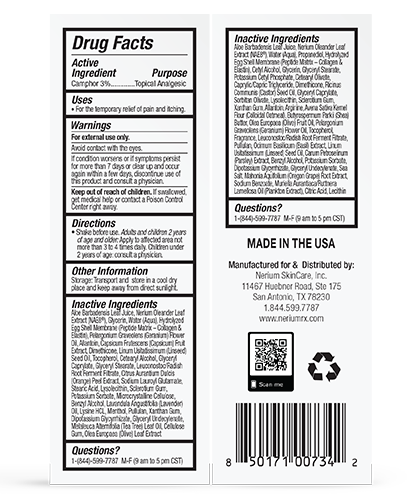 Drug Facts
Active
Ingredient Purpose
Camphor 3%............Topical Analgesic
Uses
• For the temporary relief of pain and itching.
Warnings
For external use only.
Avoid contact with the eyes.
If condition worsens or if symptoms persist
for more than 7 days or clear up and occur
again within a few days, discontinue use of
this product and consult a physician.
Keep out of reach of children. If swallowed,
get medical help or contact a Poison Control
Center right away.
Directions
• Shake before use. Adults and children 2 years
of age and older: Apply to affected area not
more than 3 to 4 times daily. Children under
2 years of age: consult a physician.
Other Information
Storage: Transport and store in a cool dry
place and keep away from direct sunlight.
Inactive Ingredients
Aloe Barbadensis Leaf Juice, Nerium Oleander Leaf
Extract (NAE8®), Glycerin, Water (Aqua), Hydrolyzed
Egg Shell Membrane (Peptide Matrix – Collagen &
Elastin), Pelargonium Graveolens (Geranium) Flower
Oil, Allantoin, Capsicum Frutescens (Capsicum) Fruit
Extract, Dimethicone, Linum Usitatissimum (Linseed)
Seed Oil, Tocopherol, Cetearyl Alcohol, Glyceryl
Caprylate, Glyceryl Stearate, Leuconostoc/Radish
Root Ferment Filtrate, Citrus Aurantium Dulcis
(Orange) Peel Extract, Sodium Lauroyl Glutamate,
Stearic Acid, Lysolecithin, Sclerotium Gum,
Potassium Sorbate, Microcrystalline Cellulose,
Benzyl Alcohol, Lavandula Angustifolia (Lavender)
Oil, Lysine HCL, Menthol, Pullulan, Xanthan Gum,
Dipotassium Glycyrrhizate, Glyceryl Undecylenate,
Melaleuca Alternifolia (Tea Tree) Leaf Oil, Cellulose
Gum, Olea Europaea (Olive) Leaf Extract
Questions?
1-(844)-599-7787 M-F (9 am to 5 pm CST)
Inactive Ingredients
Aloe Barbadensis Leaf Juice, Nerium Oleander Leaf
Extract (NAE8®), Water (Aqua), Propanediol, Hydrolyzed
Egg Shell Membrane (Peptide Matrix – Collagen &
Elastin), Cetyl Alcohol, Glycerin, Glyceryl Stearate,
Potassium Cetyl Phosphate, Cetearyl Olivate,
Caprylic/Capric Triglyceride, Dimethicone, Ricinus
Communis (Castor) Seed Oil, Glyceryl Caprylate,
Sorbitan Olivate, Lysolecithin, Sclerotium Gum,
Xanthan Gum, Allantoin, Arginine, Avena Sativa Kernel
Flour (Colloidal Oatmeal), Butyrospermum Parkii (Shea)
Butter, Olea Europaea (Olive) Fruit Oil, Pelargonium
Graveolens (Geranium) Flower Oil, Tocopherol,
Fragrance, Leuconostoc/Radish Root Ferment Filtrate,
Pullulan, Ocimum Basilicum (Basil) Extract, Linum
Usitatissimum (Linseed) Seed Oil, Carum Petroselinum
(Parsley) Extract, Benzyl Alcohol, Potassium Sorbate,
Dipotassium Glycyrrhizate, Glyceryl Undecylenate, Sea
Salt, Mahonia Aquifolium (Oregon Grape) Root Extract,
Sodium Benzoate, Muriella Aurantiaca/Porthera
Lamellosa Oil (Plankton Extract), Citric Acid, Lecithin
Questions?
1-(844)-599-7787 M-F (9 am to 5 pm CST)
MADE IN THE USA
Manufactured for & Distributed by:
Nerium SkinCare, Inc.
11467 Huebner Road, Ste 175
San Antonio, TX 78230
1.844.599.7787
www.neriumrx.com
Scan me
8 50171 00734 2